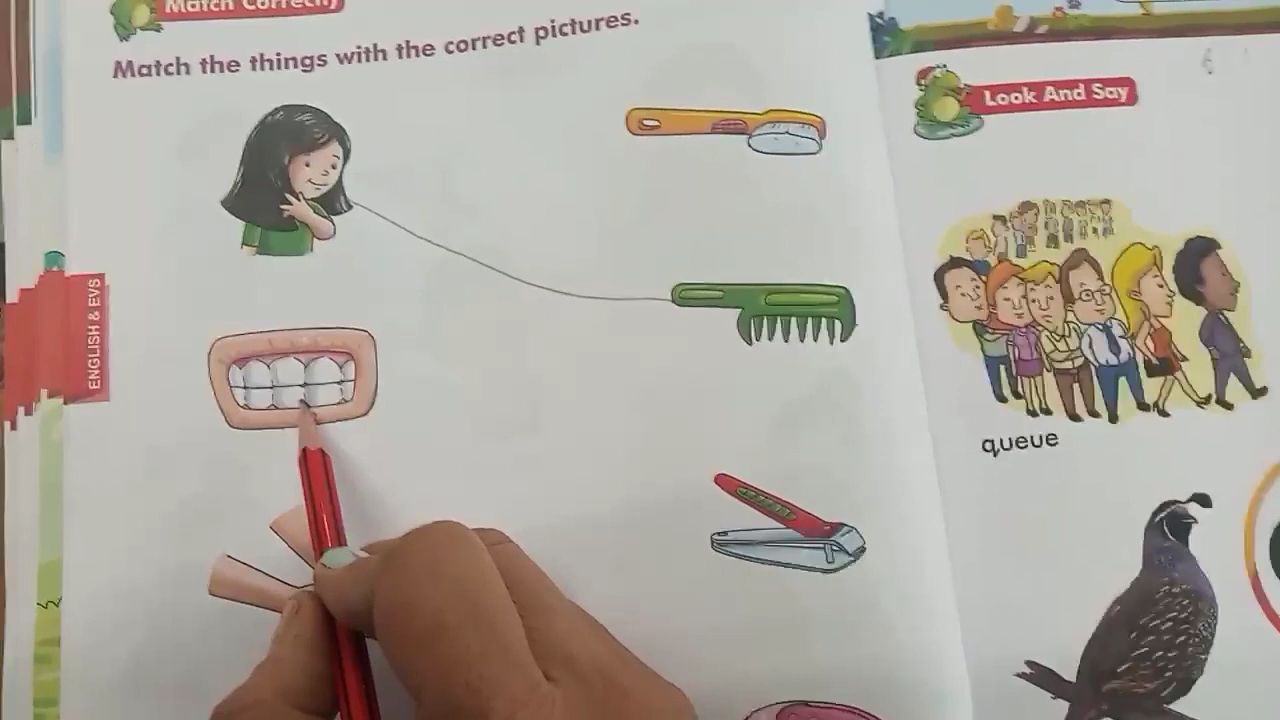 Match Correctly
Match the things with the correct pictures.
ENGLISH & EVS
Look And Say
queue